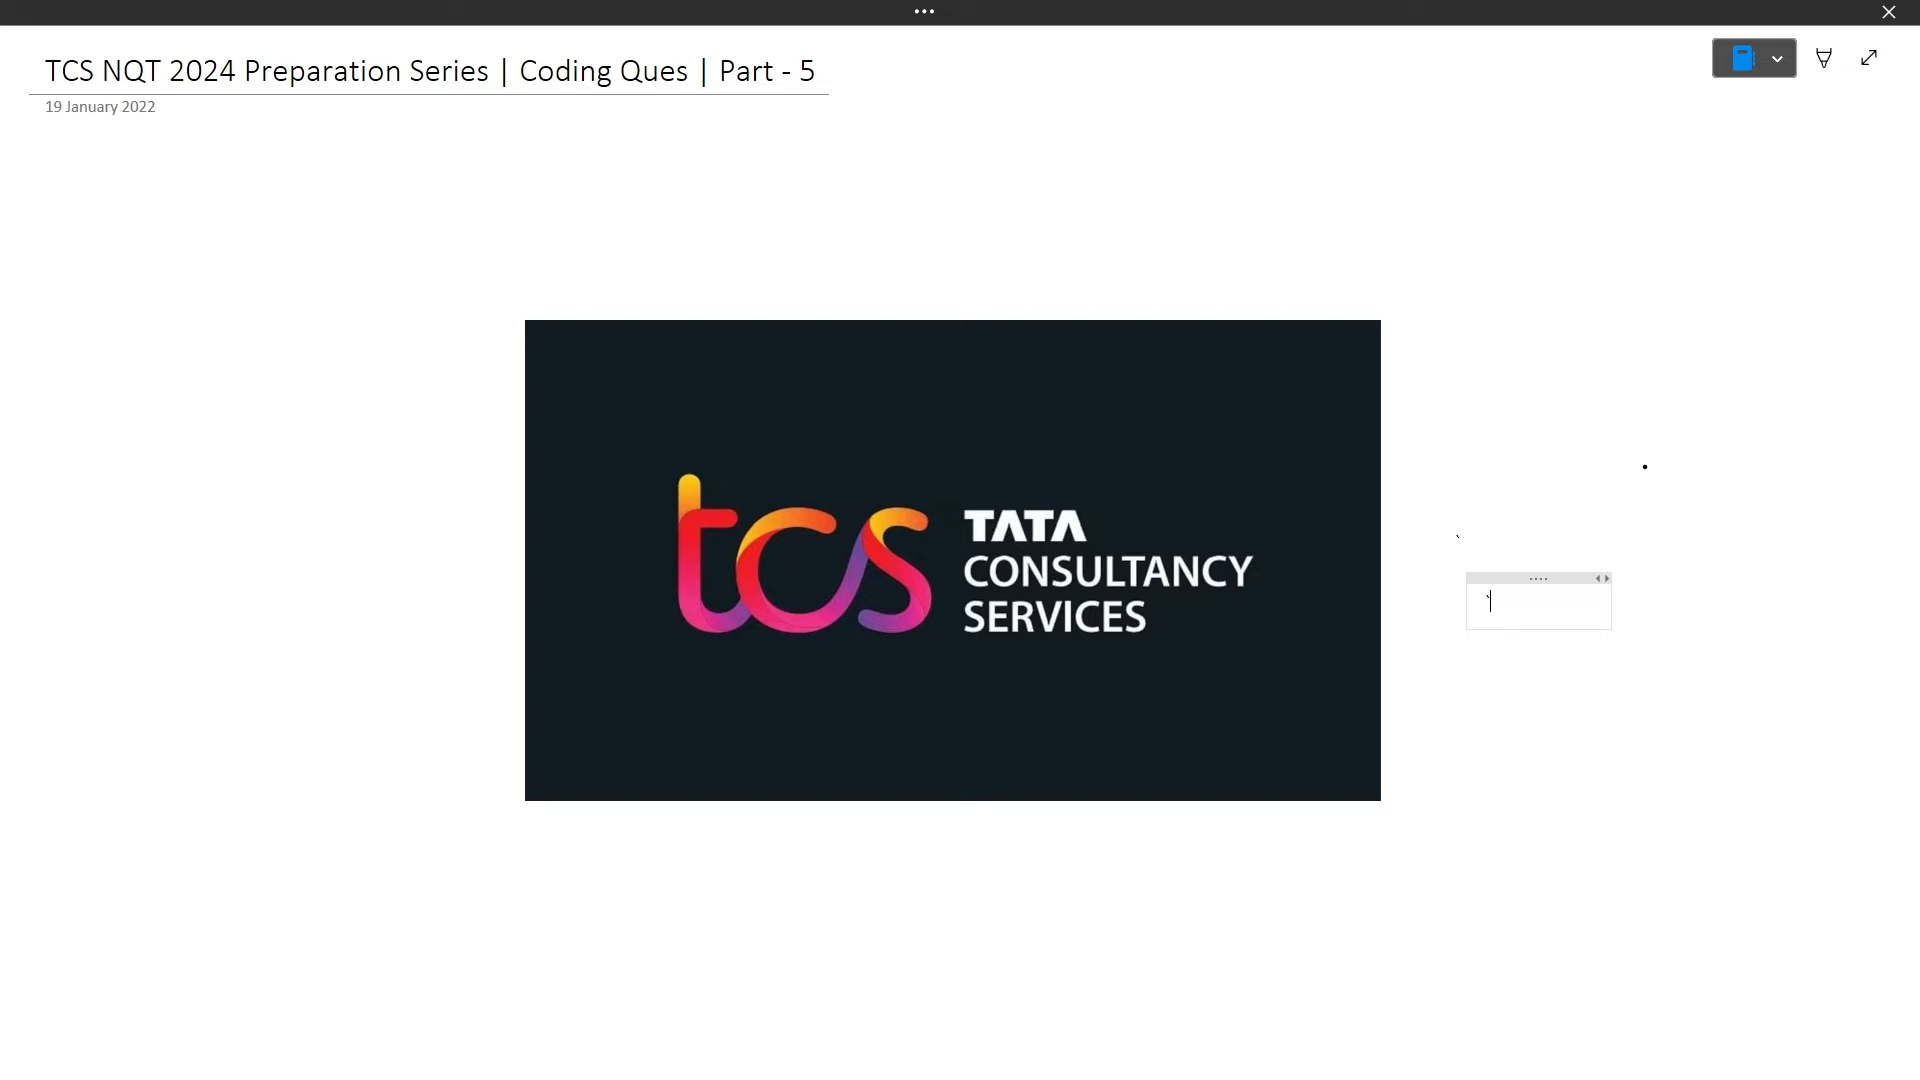 TCS NQT 2024 Preparation Series | Coding Ques | Part - 5
19 January 2022
tcs
TATA
CONSULTANCY
SERVICES
`
`